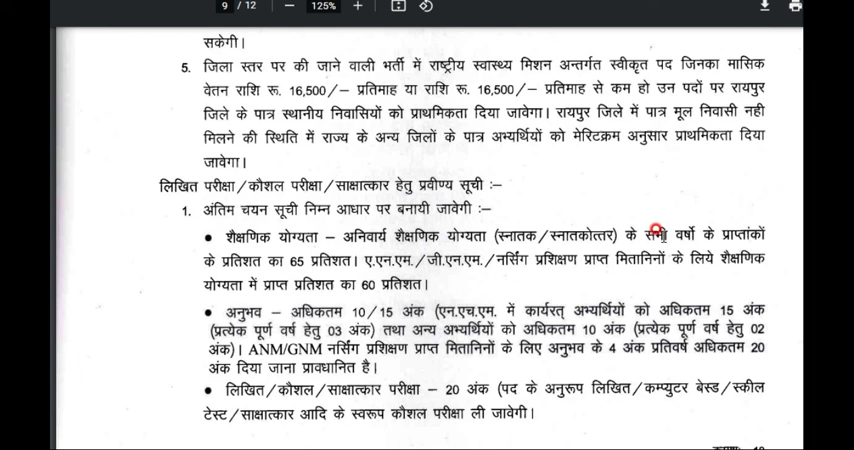 9 / 12 125%
सकेगी।
5. जिला स्तर पर की जाने वाली भर्ती में राष्ट्रीय स्वास्थ्य मिशन अन्तर्गत स्वीकृत पद जिनका मासिक
वेतन राशि रू. 16,500/– प्रतिमाह या राशि रू. 16,500/– प्रतिमाह से कम हो उन पदों पर रायपुर
जिले के पात्र स्थानीय निवासियों को प्राथमिकता दिया जावेगा। रायपुर जिले में पात्र मूल निवासी नही
मिलने की स्थिति में राज्य के अन्य जिलों के पात्र अभ्यर्थियों को मेरिटक्रम अनुसार प्राथमिकता दिया
जावेगा।
लिखित परीक्षा/कौशल परीक्षा/साक्षात्कार हेतु प्रवीण्य सूची :–
1. अंतिम चयन सूची निम्न आधार पर बनायी जावेगी :–
• शैक्षणिक योग्यता – अनिवार्य शैक्षणिक योग्यता (स्नातक/स्नातकोत्तर) के सभी वर्षो के प्राप्तांकों
के प्रतिशत का 65 प्रतिशत। ए.एन.एम./जी.एन.एम./नर्सिंग प्रशिक्षण प्राप्त मितानिनों के लिये शैक्षणिक
योग्यता में प्राप्त प्रतिशत का 60 प्रतिशत।
• अनुभव – अधिकतम 10/15 अंक (एन.एच.एम. में कार्यरत् अभ्यर्थियों को अधिकतम 15 अंक
(प्रत्येक पूर्ण वर्ष हेतु 03 अंक) तथा अन्य अभ्यर्थियों को अधिकतम 10 अंक (प्रत्येक पूर्ण वर्ष हेतु 02
अंक)। ANM/GNM नर्सिंग प्रशिक्षण प्राप्त मितानिनों के लिए अनुभव के 4 अंक प्रतिवर्ष अधिकतम 20
अंक दिया जाना प्रावधानित है।
• लिखित/कौशल/साक्षात्कार परीक्षा – 20 अंक (पद के अनुरूप लिखित/कम्प्युटर बेस्ड/स्कील
टेस्ट/साक्षात्कार आदि के स्वरूप कौशल परीक्षा ली जावेगी।